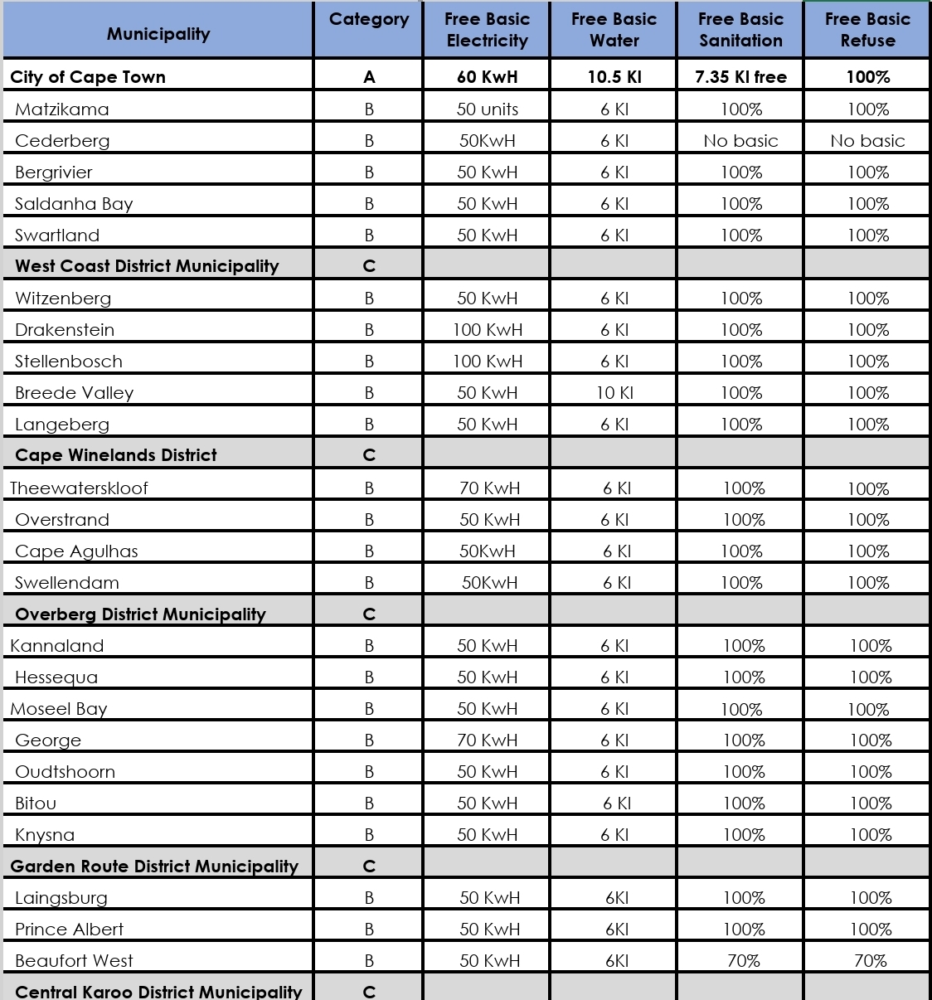 Municipality Category Free Basic Electricity Free Basic Water Free Basic Sanitation Free Basic Refuse
City of Cape Town A 60 KwH 10.5 Kl 7.35 Kl free 100%
Matzikama B 50 units 6 Kl 100% 100%
Cederberg B 50KwH 6 Kl No basic No basic
Bergrivier B 50 KwH 6 Kl 100% 100%
Saldanha Bay B 50 KwH 6 Kl 100% 100%
Swartland B 50 KwH 6 Kl 100% 100%
West Coast District Municipality C
Witzenberg B 50 KwH 6 Kl 100% 100%
Drakenstein B 100 KwH 6 Kl 100% 100%
Stellenbosch B 100 KwH 6 Kl 100% 100%
Breede Valley B 50 KwH 10 Kl 100% 100%
Langeberg B 50 KwH 6 Kl 100% 100%
Cape Winelands District C
Theewaterskloof B 70 KwH 6 Kl 100% 100%
Overstrand B 50 KwH 6 Kl 100% 100%
Cape Agulhas B 50KwH 6 Kl 100% 100%
Swellendam B 50KwH 6 Kl 100% 100%
Overberg District Municipality C
Kannaland B 50 KwH 6 Kl 100% 100%
Hessequa B 50 KwH 6 Kl 100% 100%
Moseel Bay B 50 KwH 6 Kl 100% 100%
George B 70 KwH 6 Kl 100% 100%
Oudtshoorn B 50 KwH 6 Kl 100% 100%
Bitou B 50 KwH 6 Kl 100% 100%
Knysna B 50 KwH 6 Kl 100% 100%
Garden Route District Municipality C
Laingsburg B 50 KwH 6Kl 100% 100%
Prince Albert B 50 KwH 6Kl 100% 100%
Beaufort West B 50 KwH 6Kl 70% 70%
Central Karoo District Municipality C